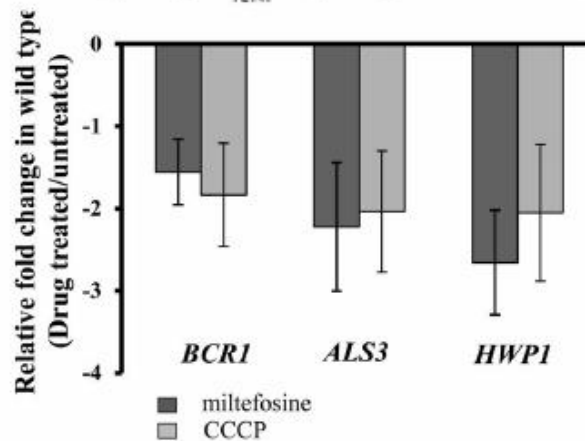 Relative fold change in wild type
(Drug treated/untreated)
0
-1
-2
-3
-4
BCR1 ALS3 HWP1
miltefosine
CCCP